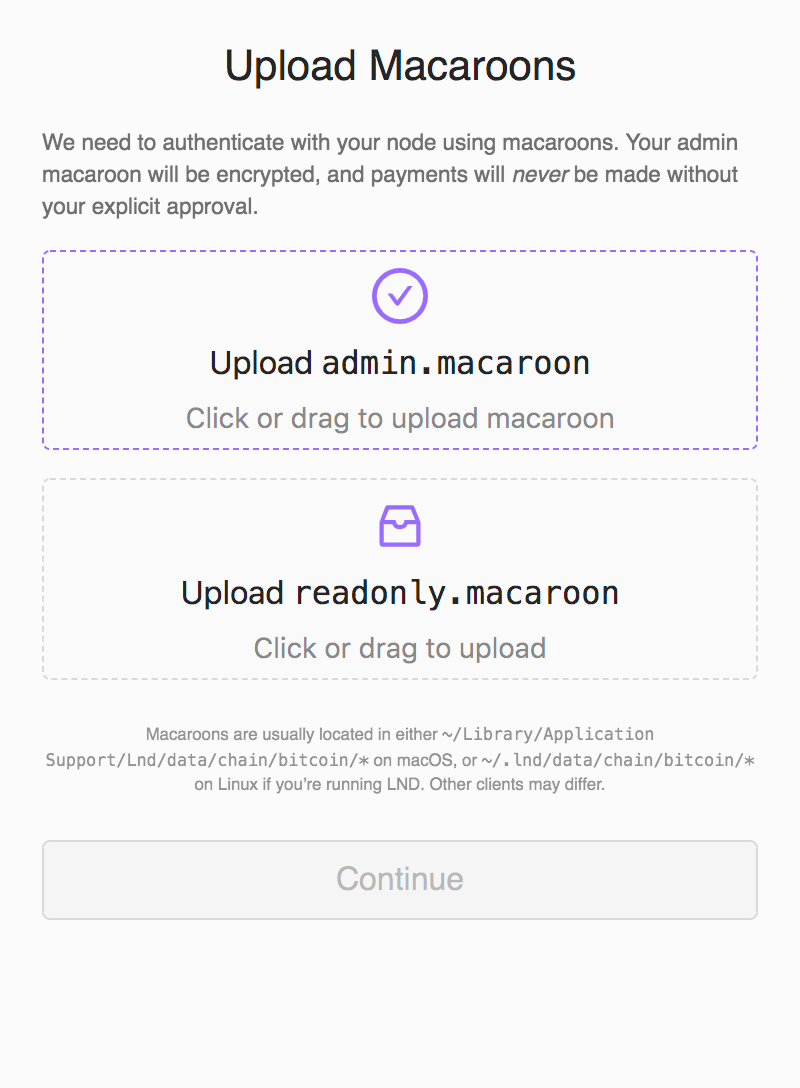 Upload Macaroons
We need to authenticate with your node using macaroons. Your admin
macaroon will be encrypted, and payments will never be made without
your explicit approval.
Upload admin.macaroon
Click or drag to upload macaroon
Upload readonly.macaroon
Click or drag to upload
Macaroons are usually located in either ~/Library/Application
Support/Lnd/data/chain/bitcoin/* on macOS, or ~/.lnd/data/chain/bitcoin/*
on Linux if you’re running LND. Other clients may differ.
Continue